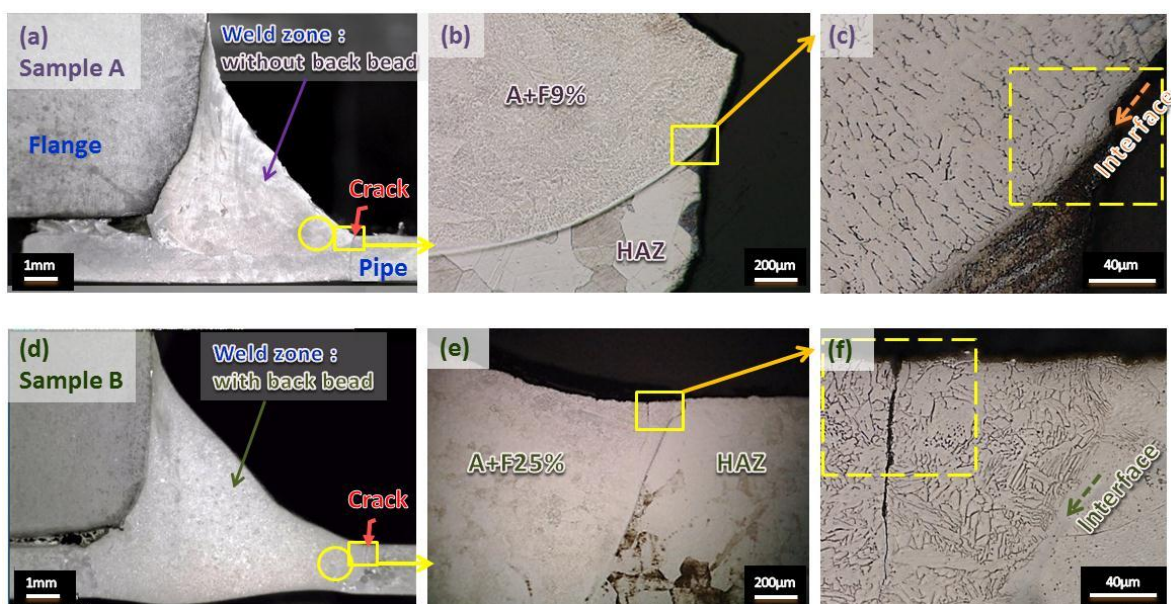 (a)
Sample A
Weld zone :
without back bead
Flange
Crack
Pipe
1mm
(b)
A+F9%
HAZ
200μm
(c)
Interface
40μm
(d)
Sample B
Weld zone :
with back bead
Crack
1mm
(e)
A+F25%
HAZ
200μm
(f)
Interface
40μm